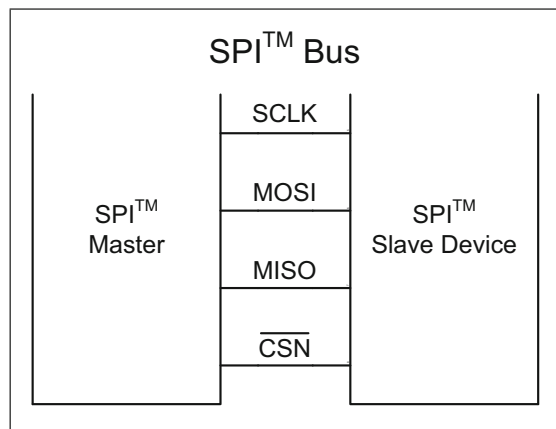 SPI™ Bus
SCLK
MOSI
SPI™
Master
SPI™
Slave Device
MISO
CSN